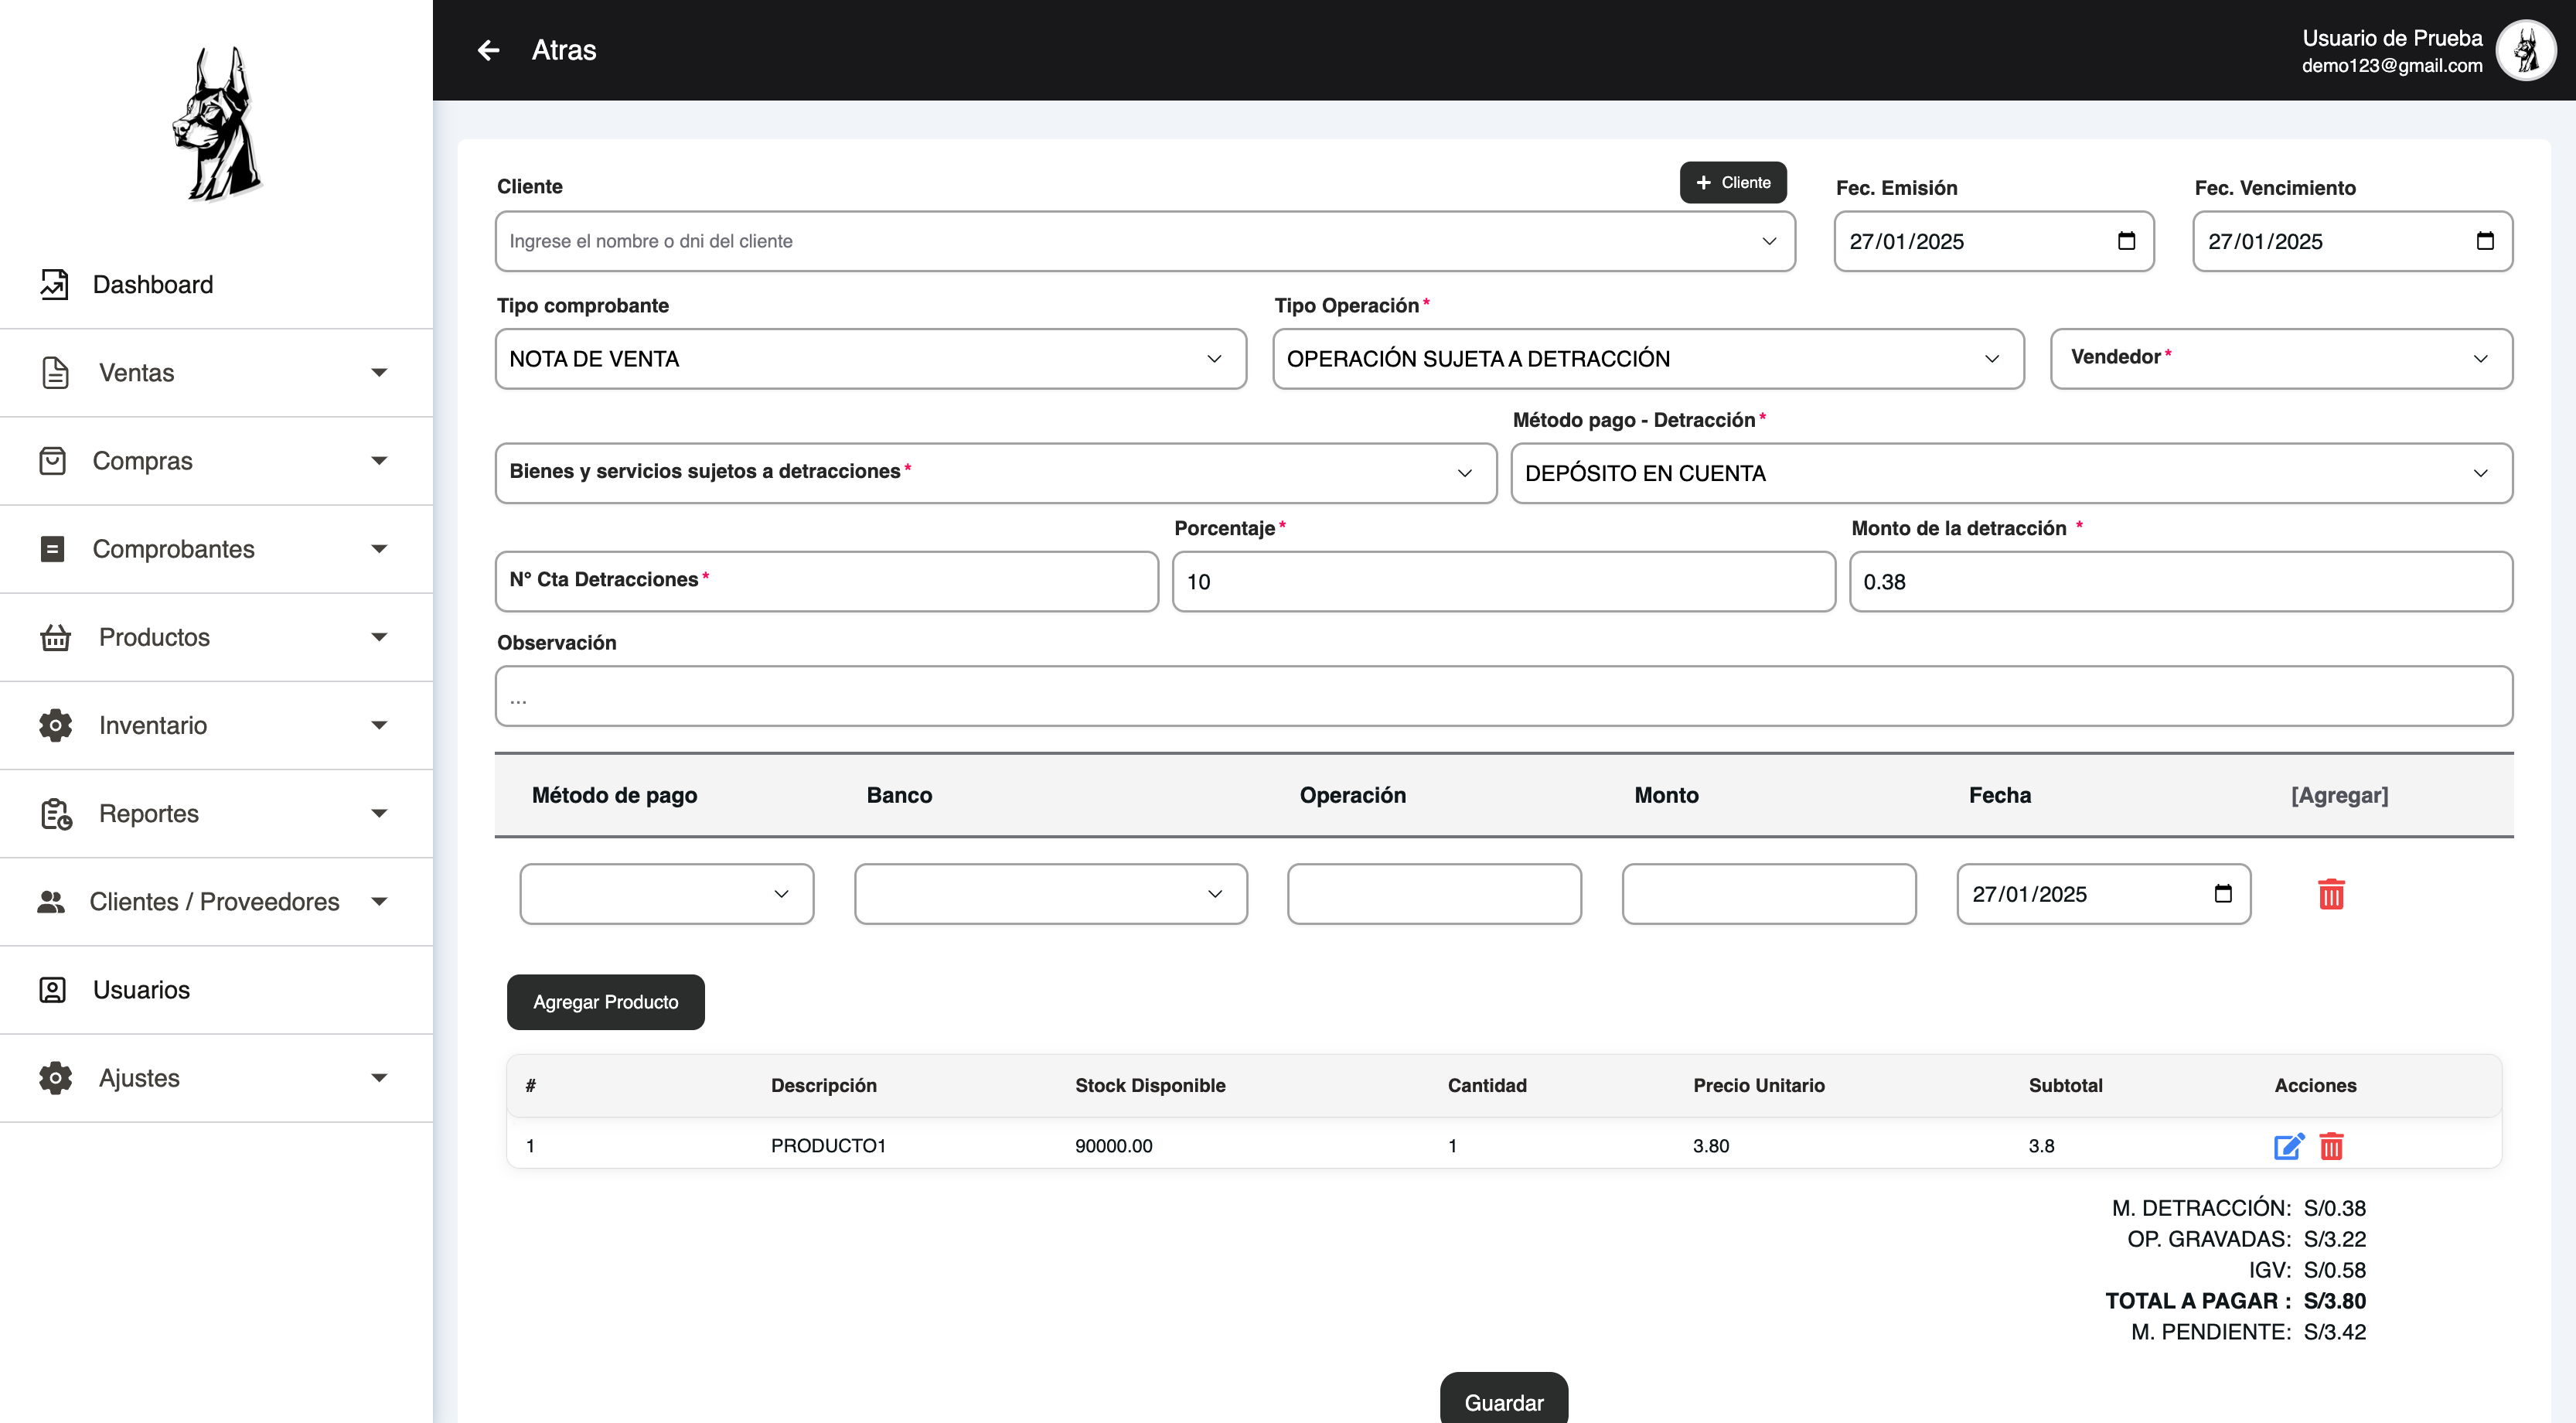 Atras
Usuario de Prueba
demo123@gmail.com
Dashboard
Ventas
Compras
Comprobantes
Productos
Inventario
Reportes
Clientes / Proveedores
Usuarios
Ajustes
Cliente
+ Cliente
Fec. Emisión
Fec. Vencimiento
Ingrese el nombre o dni del cliente
27/01/2025
27/01/2025
Tipo comprobante
Tipo Operación *
NOTA DE VENTA
OPERACIÓN SUJETA A DETRACCIÓN
Vendedor *
Método pago - Detracción *
Bienes y servicios sujetos a detracciones *
DEPÓSITO EN CUENTA
Porcentaje *
Monto de la detracción *
N° Cta Detracciones *
10
0.38
Observación
...
Método de pago Banco Operación Monto Fecha [Agregar]
27/01/2025
Agregar Producto
# Descripción Stock Disponible Cantidad Precio Unitario Subtotal Acciones
1 PRODUCTO1 90000.00 1 3.80 3.8
M. DETRACCIÓN: S/0.38
OP. GRAVADAS: S/3.22
IGV: S/0.58
TOTAL A PAGAR : S/3.80
M. PENDIENTE: S/3.42
Guardar